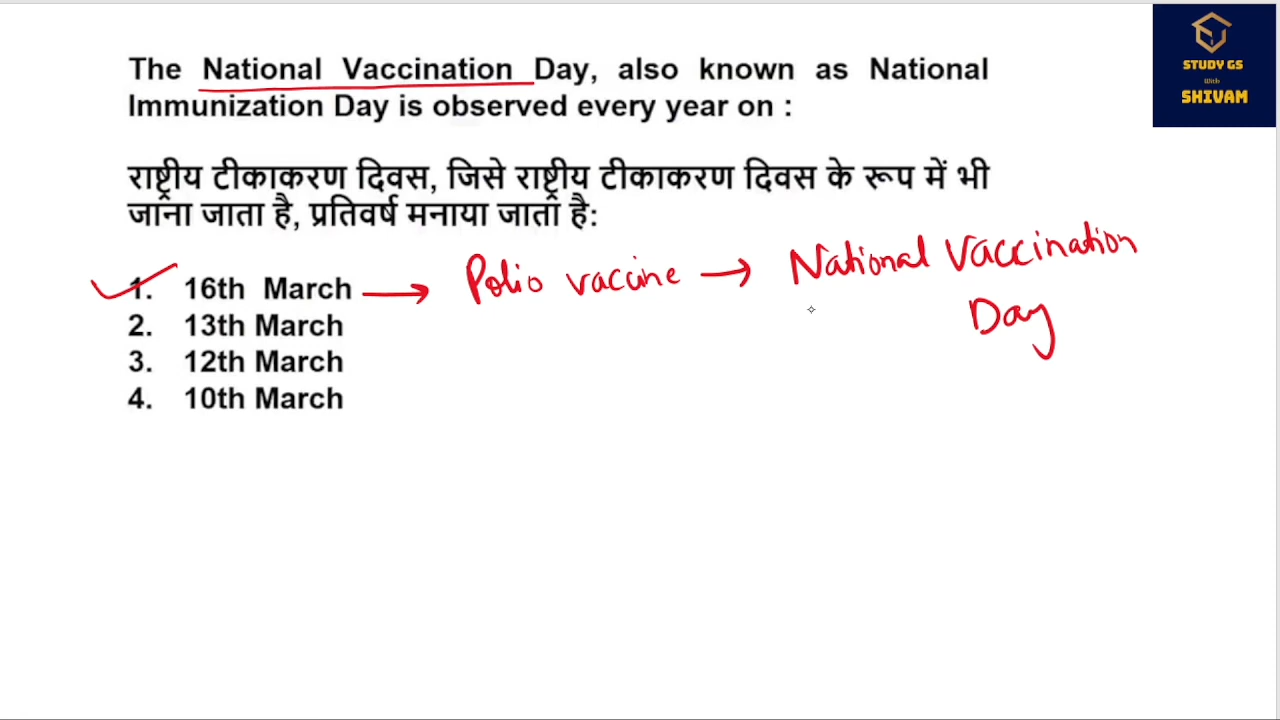 STUDY GS
With
SHIVAM
The National Vaccination Day, also known as National
Immunization Day is observed every year on :
राष्ट्रीय टीकाकरण दिवस, जिसे राष्ट्रीय टीकाकरण दिवस के रूप में भी
जाना जाता है, प्रतिवर्ष मनाया जाता है:
1. 16th March → Polio vaccine → National Vaccination
Day
2. 13th March
3. 12th March
4. 10th March